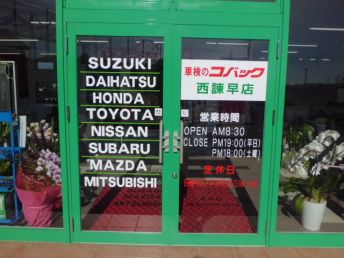 SUZUKI
DAIHATSU
HONDA
TOYOTA
NISSAN
SUBARU
MAZDA
MITSUBISHI
車検のコバック
西諫早店
営業時間
OPEN AM8:30
CLOSE PM19:00(平日)
PM18:00(土曜)
定休日